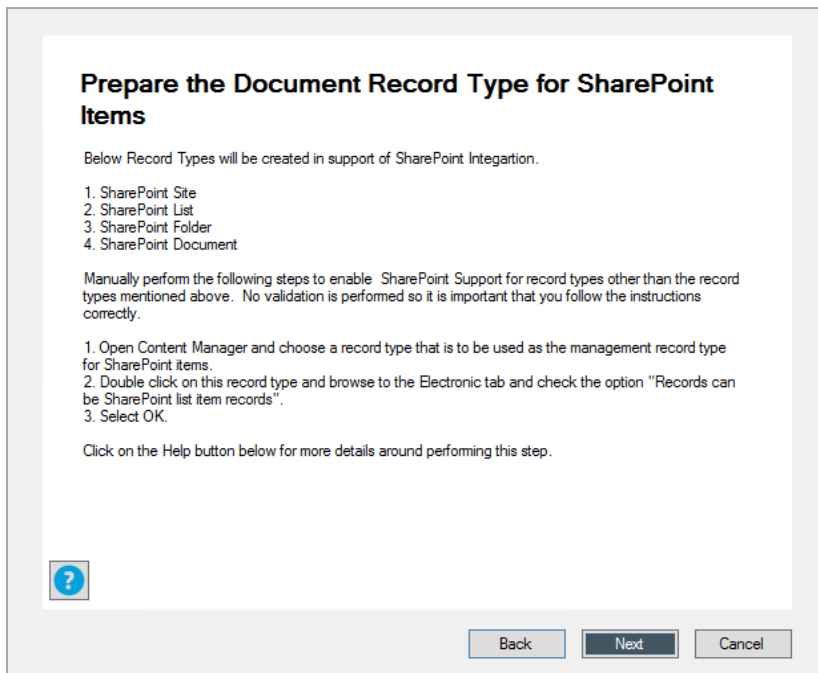 Prepare the Document Record Type for SharePoint
Items
Below Record Types will be created in support of SharePoint Integartion.
1. SharePoint Site
2. SharePoint List
3. SharePoint Folder
4. SharePoint Document
Manually perform the following steps to enable  SharePoint Support for record types other than the record
types mentioned above.  No validation is performed so it is important that you follow the instructions
correctly.
1. Open Content Manager and choose a record type that is to be used as the management record type
for SharePoint items.
2. Double click on this record type and browse to the Electronic tab and check the option "Records can
be SharePoint list item records".
3. Select OK.
Click on the Help button below for more details around performing this step.
?
Back
Next
Cancel